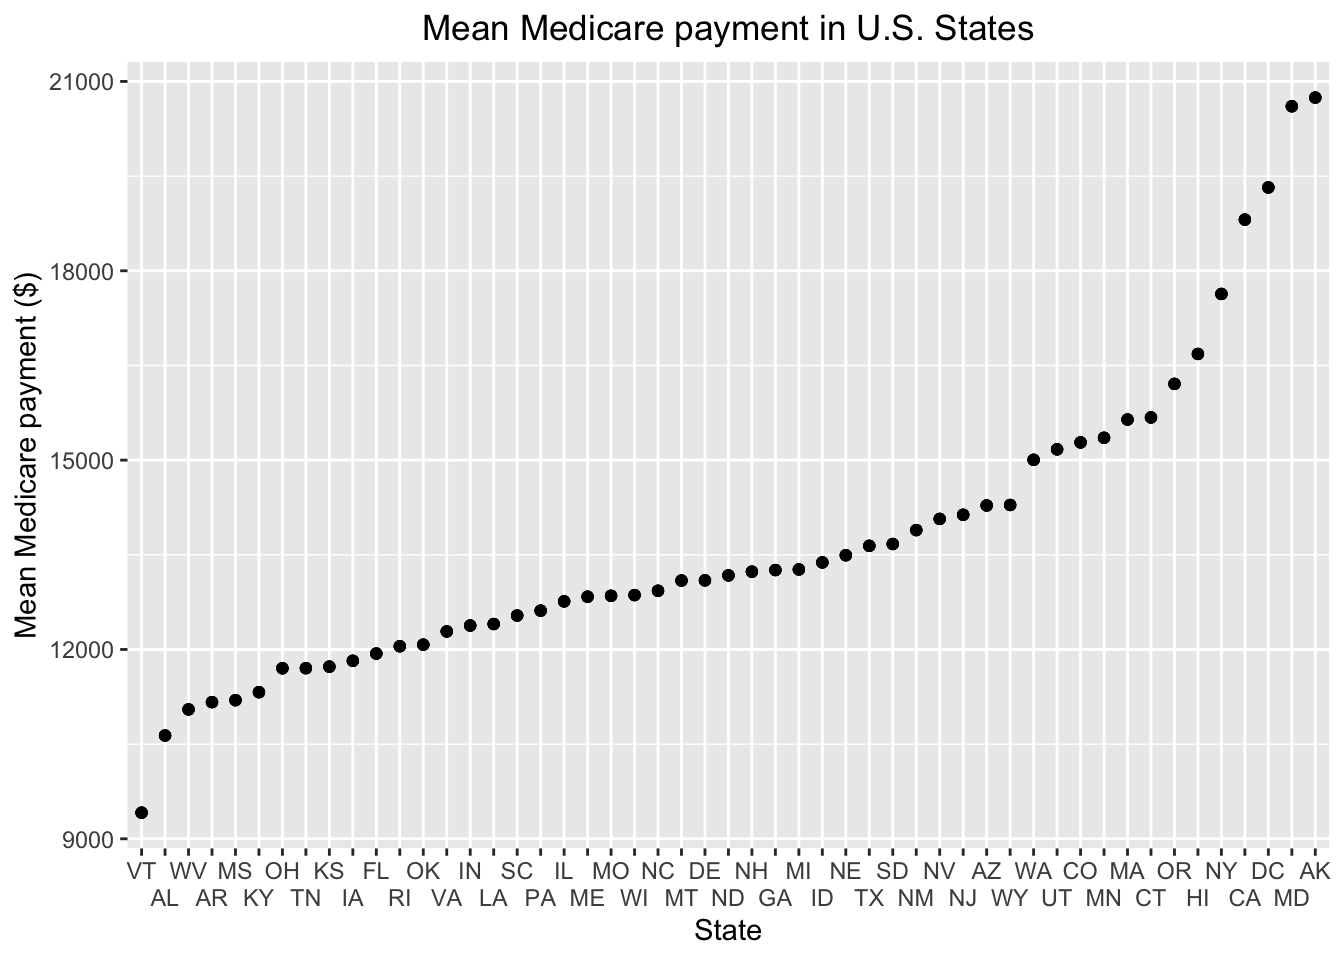 Mean Medicare payment in U.S. States
Mean Medicare payment ($)
21000
18000
15000
12000
9000
VT WV MS OH KS FL OK IN SC IL MO NC DE NH MI NE SD NV AZ WA CO MA OR NY DC AK
AL AR KY TN IA RI VA LA PA ME WI MT ND GA ID TX NM NJ WY UT MN CT HI CA MD
State